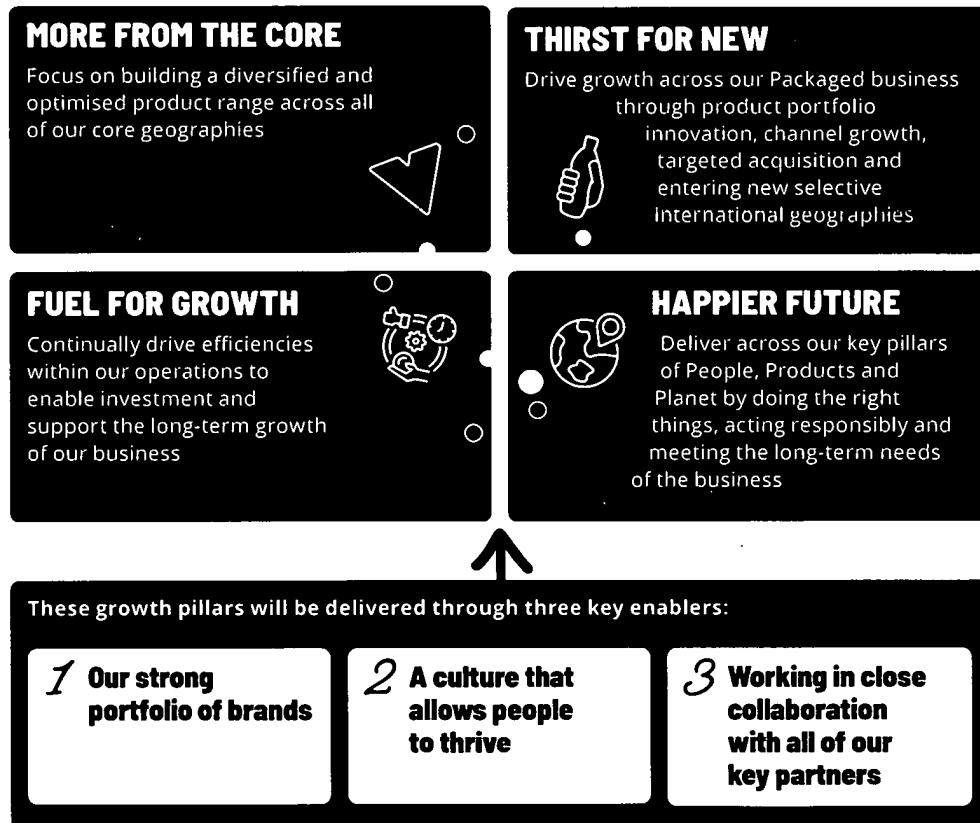 MORE FROM THE CORE
Focus on building a diversified and
optimised product range across all
of our core geographies
THIRST FOR NEW
Drive growth across our Packaged business
through product portfolio
innovation, channel growth,
targeted acquisition and
entering new selective
international geographies
FUEL FOR GROWTH
Continually drive efficiencies
within our operations to
enable investment and
support the long-term growth
of our business
HAPPIER FUTURE
Deliver across our key pillars
of People, Products and
Planet by doing the right
things, acting responsibly and
meeting the long-term needs
of the business
These growth pillars will be delivered through three key enablers:
1 Our strong
portfolio of brands
2 A culture that
allows people
to thrive
3 Working in close
collaboration
with all of our
key partners